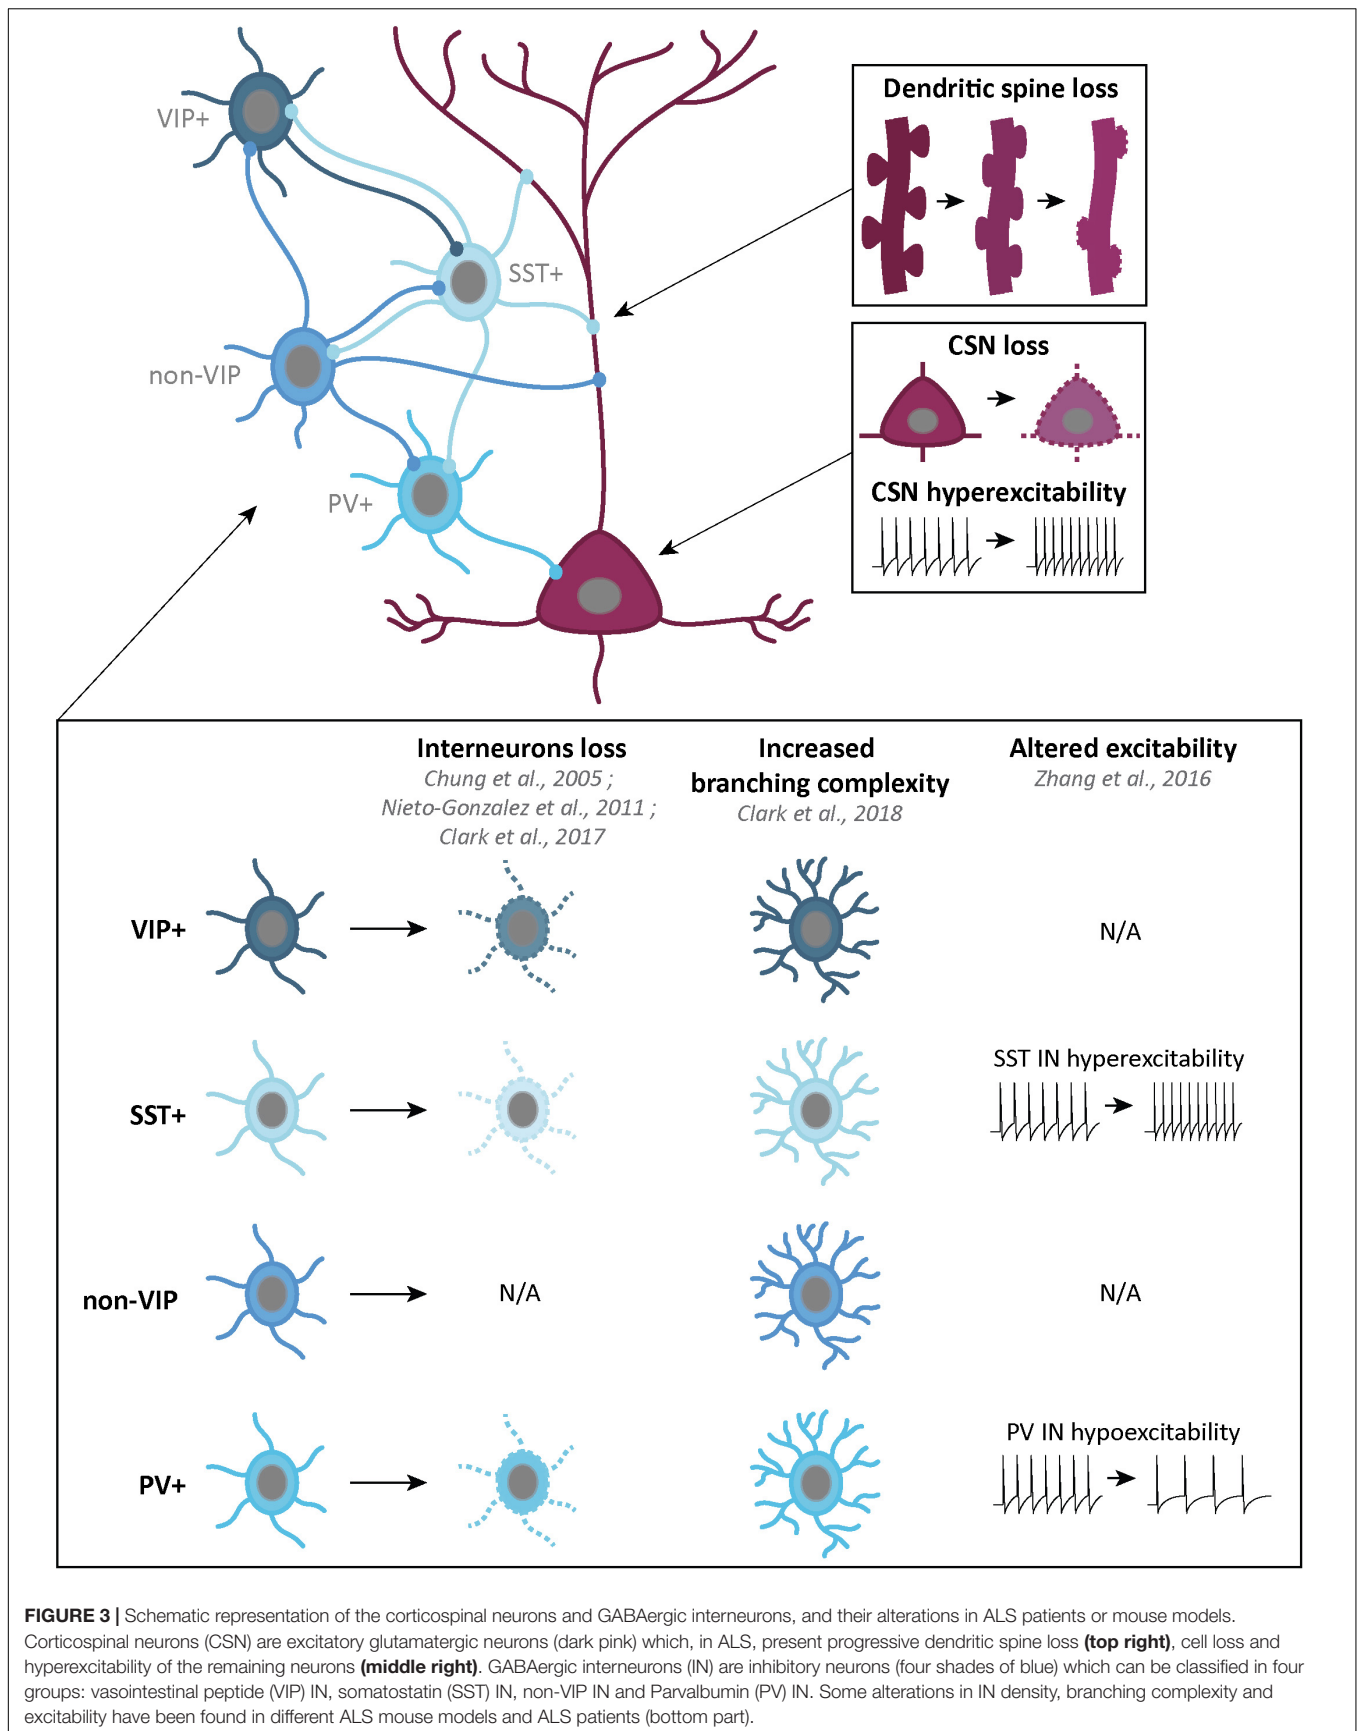 VIP+
SST+
non-VIP
PV+
Dendritic spine loss
CSN loss
CSN hyperexcitability
Interneurons loss
Chung et al., 2005 ;
Nieto-Gonzalez et al., 2011 ;
Clark et al., 2017
Increased
branching complexity
Clark et al., 2018
Altered excitability
Zhang et al., 2016
VIP+
N/A
SST+
SST IN hyperexcitability
non-VIP
N/A
N/A
PV+
PV IN hypoexcitability
FIGURE 3 | Schematic representation of the corticospinal neurons and GABAergic interneurons, and their alterations in ALS patients or mouse models.
Corticospinal neurons (CSN) are excitatory glutamatergic neurons (dark pink) which, in ALS, present progressive dendritic spine loss (top right), cell loss and
hyperexcitability of the remaining neurons (middle right). GABAergic interneurons (IN) are inhibitory neurons (four shades of blue) which can be classified in four
groups: vasointestinal peptide (VIP) IN, somatostatin (SST) IN, non-VIP IN and Parvalbumin (PV) IN. Some alterations in IN density, branching complexity and
excitability have been found in different ALS mouse models and ALS patients (bottom part).